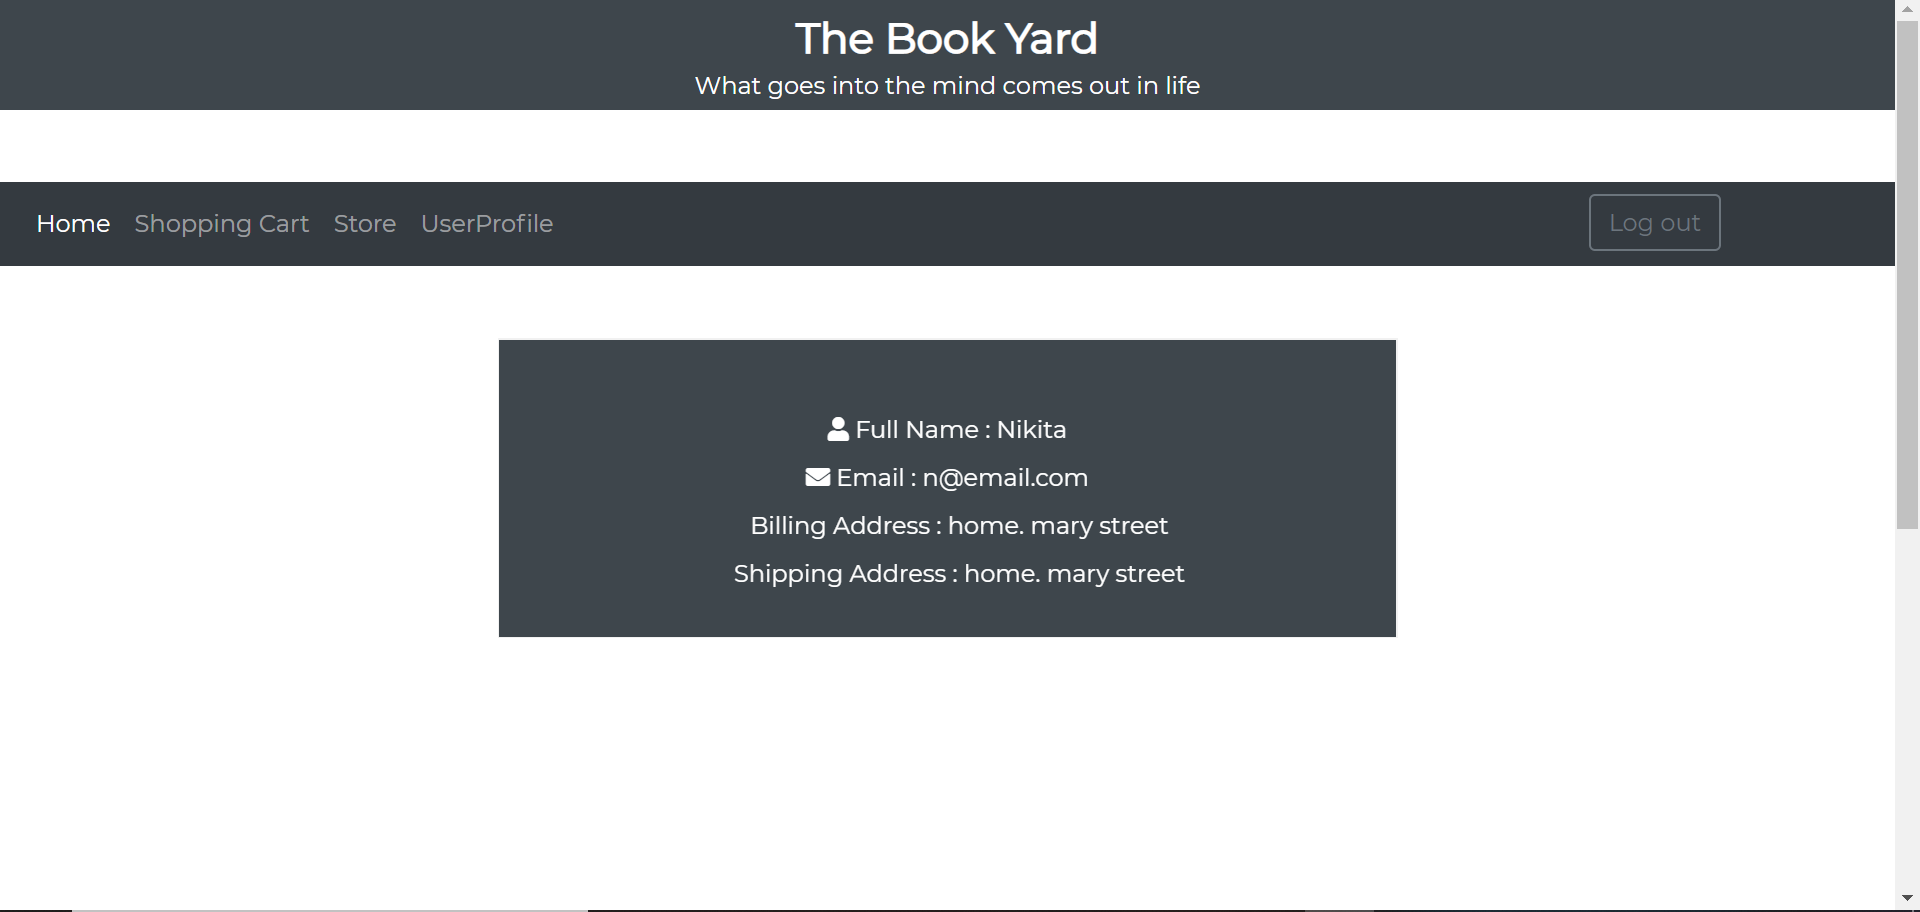 The Book Yard
What goes into the mind comes out in life
Home Shopping Cart Store UserProfile Log out
Full Name : Nikita
Email : n@email.com
Billing Address : home. mary street
Shipping Address : home. mary street